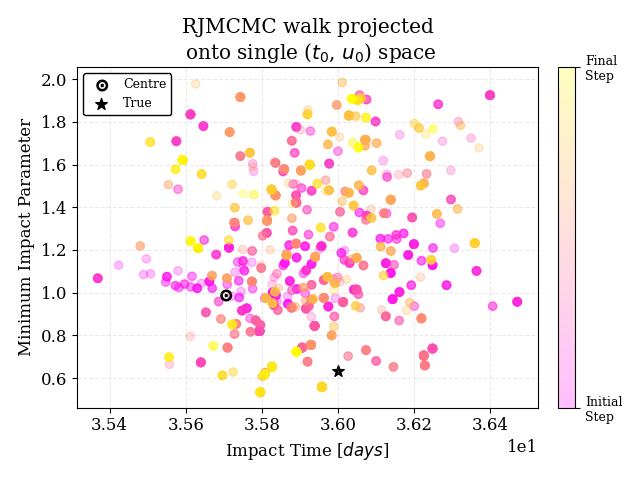 RJMCMC walk projected
onto single (t₀, u₀) space
Centre
True
Minimum Impact Parameter
2.0
1.8
1.6
1.4
1.2
1.0
0.8
0.6
3.54
3.56
3.58
3.60
3.62
3.64
1e1
Impact Time [days]
Final
Step
Initial
Step